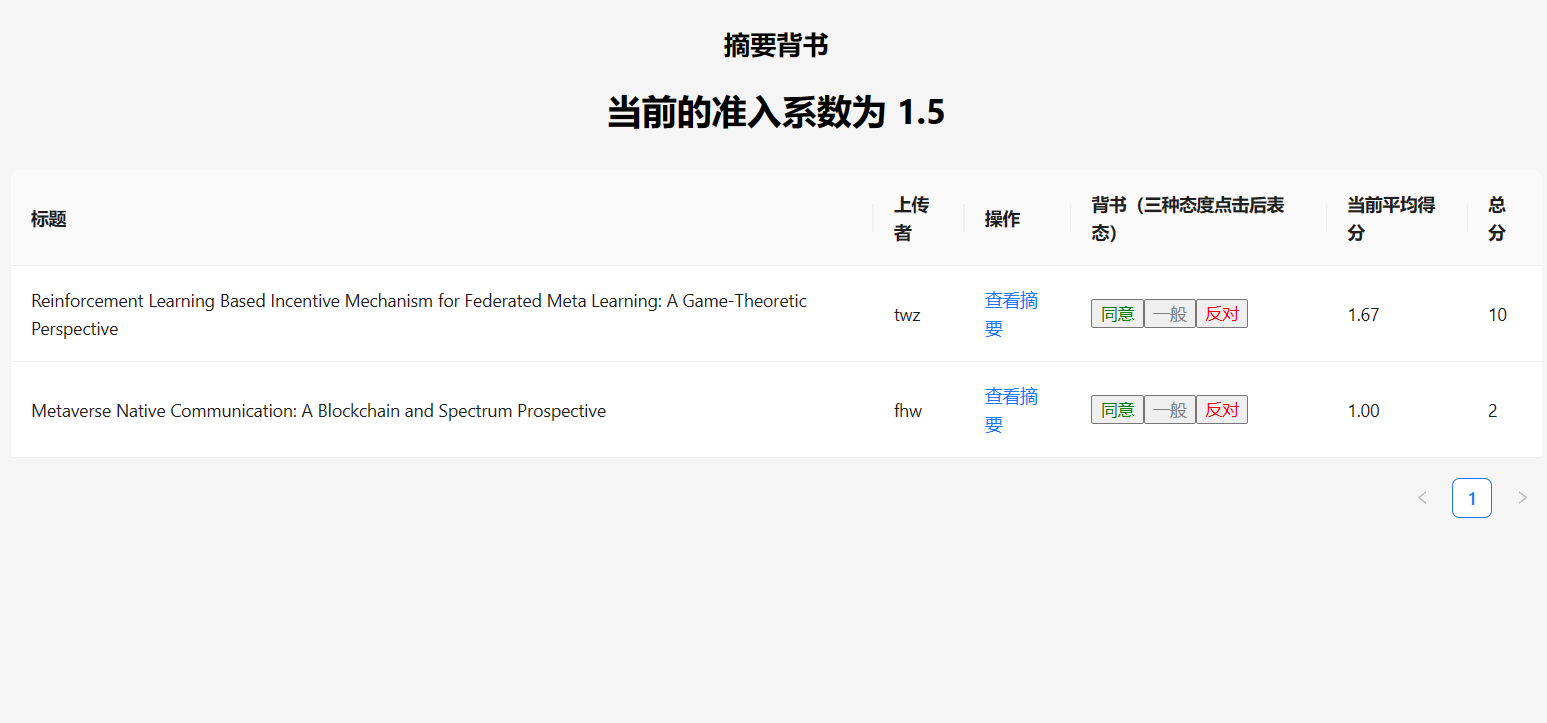 摘要背书
当前的准入系数为 1.5
标题
上传
者
操作
背书（三种态度点击后表
态）
当前平均得
分
总
分
Reinforcement Learning Based Incentive Mechanism for Federated Meta Learning: A Game-Theoretic
Perspective
twz
查看摘
要
同意 一般 反对
1.67
10
Metaverse Native Communication: A Blockchain and Spectrum Prospective
fhw
查看摘
要
同意 一般 反对
1.00
2
< 1 >